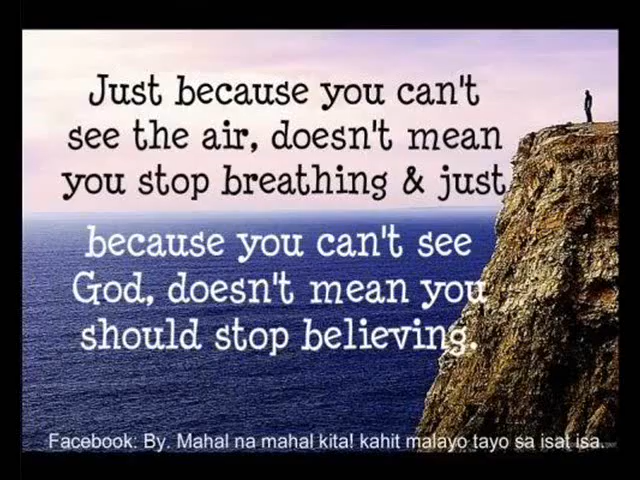 Just because you can't
see the air, doesn't mean
you stop breathing & just
because you can't see
God, doesn't mean you
should stop believing.
Facebook: By. Mahal na mahal kita! kahit malayo tayo sa isat isa.